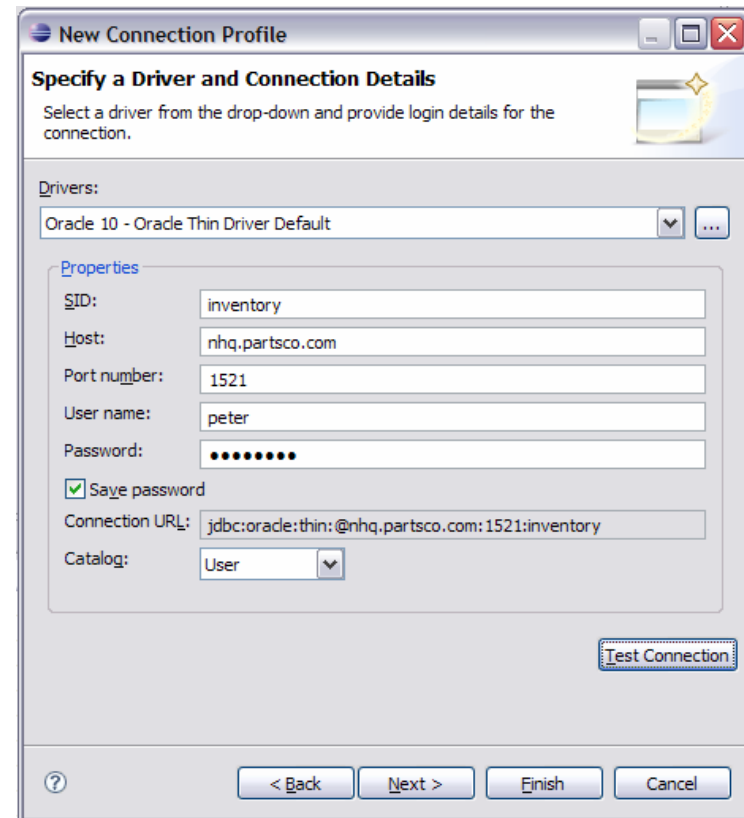 New Connection Profile
Specify a Driver and Connection Details
Select a driver from the drop-down and provide login details for the
connection.
Drivers:
Oracle 10 - Oracle Thin Driver Default
...
Properties
SID: inventory
Host: nhq.partsco.com
Port number: 1521
User name: peter
Password: ●●●●●●●●
Save password
Connection URL: jdbc:oracle:thin:@nhq.partsco.com:1521:inventory
Catalog: User
Test Connection
? < Back Next > Finish Cancel